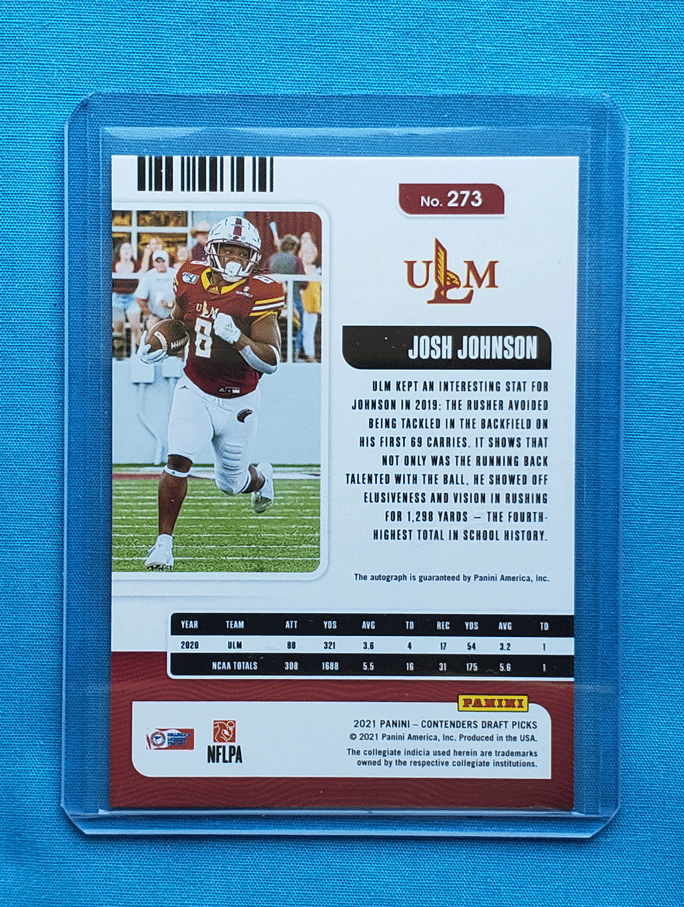 No. 273
ULM
JOSH JOHNSON
ULM KEPT AN INTERESTING STAT FOR
JOHNSON IN 2019: THE RUSHER AVOIDED
BEING TACKLED IN THE BACKFIELD ON
HIS FIRST 69 CARRIES. IT SHOWS THAT
NOT ONLY WAS THE RUNNING BACK
TALENTED WITH THE BALL, HE SHOWED OFF
ELUSIVENESS AND VISION IN RUSHING
FOR 1,298 YARDS – THE FOURTH-
HIGHEST TOTAL IN SCHOOL HISTORY.
The autograph is guaranteed by Panini America, Inc.
ULM
8
YEAR TEAM ATT YDS AVG TD REC YDS AVG TD
2020 ULM 88 321 3.6 4 17 54 3.2 1
NCAA TOTALS 308 1688 5.5 16 31 175 5.6 1
PANINI
2021 PANINI – CONTENDERS DRAFT PICKS
© 2021 Panini America, Inc. Produced in the USA.
The collegiate indicia used herein are trademarks
owned by the respective collegiate institutions.
NFLPA